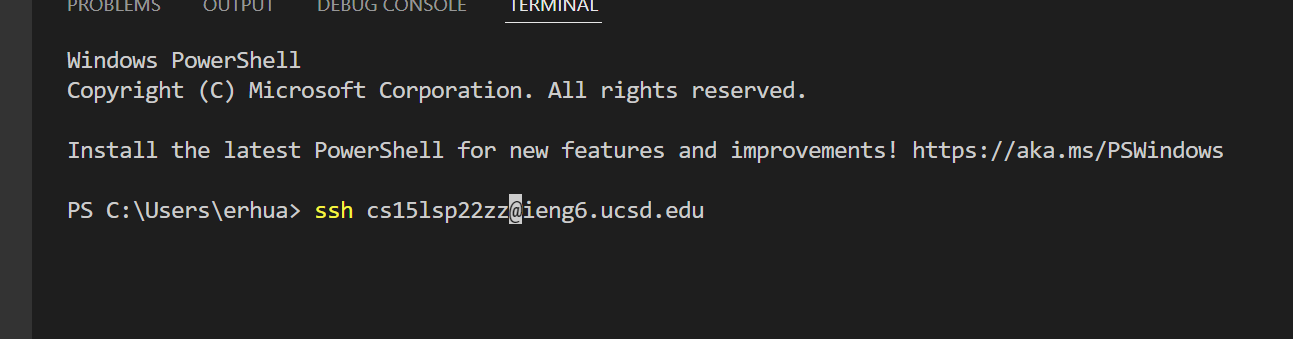 PROBLEMS OUTPUT DEBUG CONSOLE TERMINAL
Windows PowerShell
Copyright (C) Microsoft Corporation. All rights reserved.
Install the latest PowerShell for new features and improvements! https://aka.ms/PSWindows
PS C:\Users\erhua> ssh cs15lsp22zz@ieng6.ucsd.edu